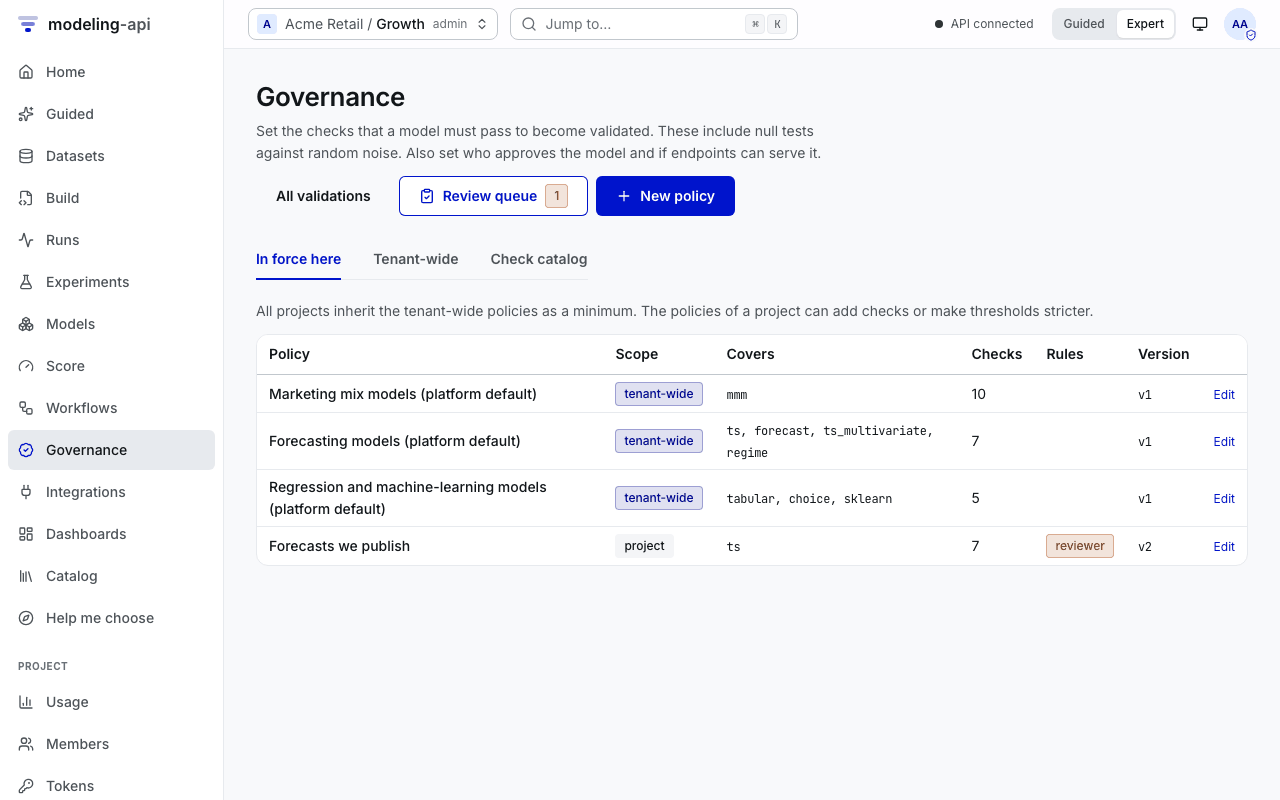 modeling-api
A Acme Retail / Growth admin
Jump to...
⌘ K
API connected
Guided Expert
AA
Home
Guided
Datasets
Build
Runs
Experiments
Models
Score
Workflows
Governance
Integrations
Dashboards
Catalog
Help me choose
PROJECT
Usage
Members
Tokens
Governance
Set the checks that a model must pass to become validated. These include null tests
against random noise. Also set who approves the model and if endpoints can serve it.
All validations Review queue 1 New policy
In force here Tenant-wide Check catalog
All projects inherit the tenant-wide policies as a minimum. The policies of a project can add checks or make thresholds stricter.
Policy Scope Covers Checks Rules Version
Marketing mix models (platform default) tenant-wide mmm 10 v1 Edit
Forecasting models (platform default) tenant-wide ts, forecast, ts_multivariate, 7 v1 Edit
regime
Regression and machine-learning models tenant-wide tabular, choice, sklearn 5 v1 Edit
(platform default)
Forecasts we publish project ts 7 reviewer v2 Edit